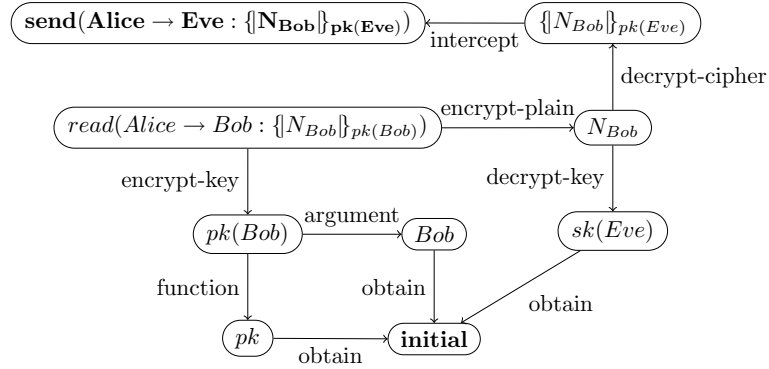 send(Alice → Eve : {|N_Bob|}_pk(Eve))
{|N_Bob|}_pk(Eve)
intercept
decrypt-cipher
read(Alice → Bob : {|N_Bob|}_pk(Bob))
encrypt-plain
N_Bob
encrypt-key
decrypt-key
pk(Bob)
argument
Bob
sk(Eve)
function
obtain
obtain
pk
obtain
initial